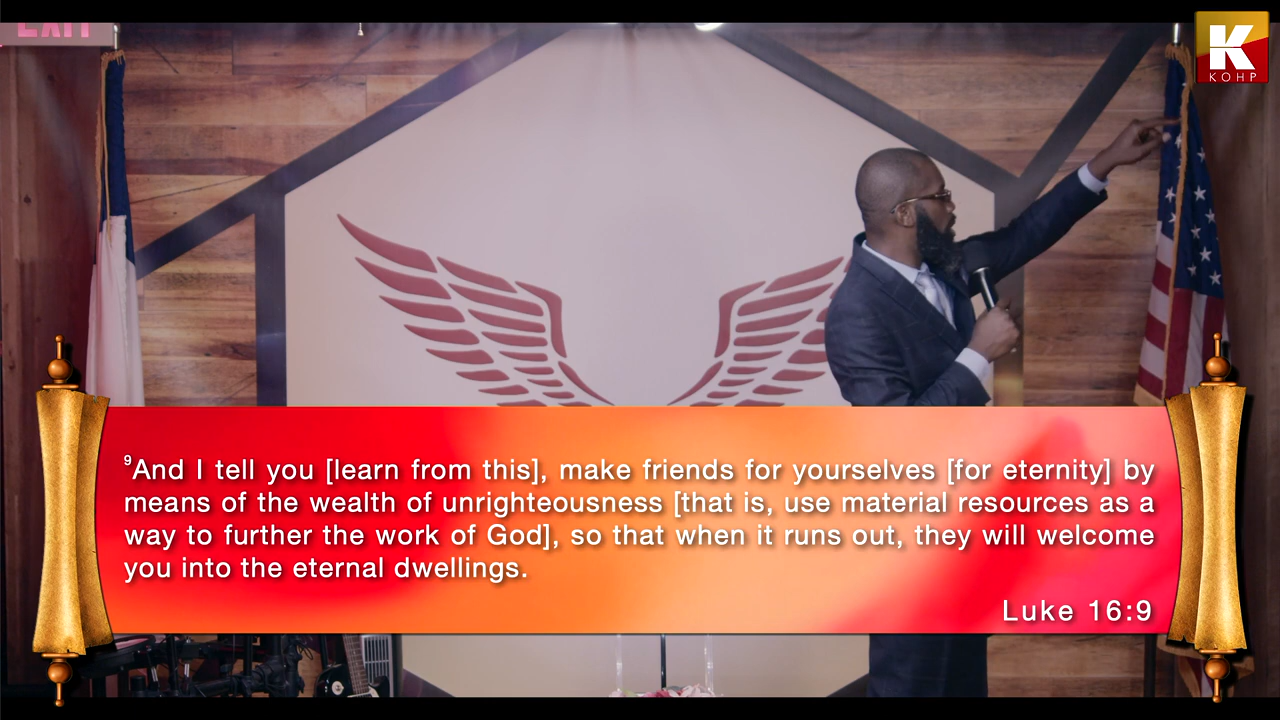 EXIT
K
KOHP
⁹And I tell you [learn from this], make friends for yourselves [for eternity] by
means of the wealth of unrighteousness [that is, use material resources as a
way to further the work of God], so that when it runs out, they will welcome
you into the eternal dwellings.
Luke 16:9